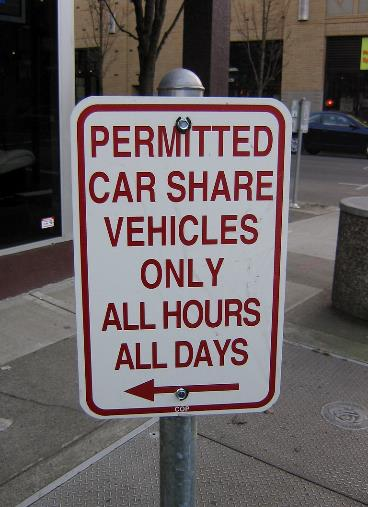 PERMITTED
CAR SHARE
VEHICLES
ONLY
ALL HOURS
ALL DAYS
COP